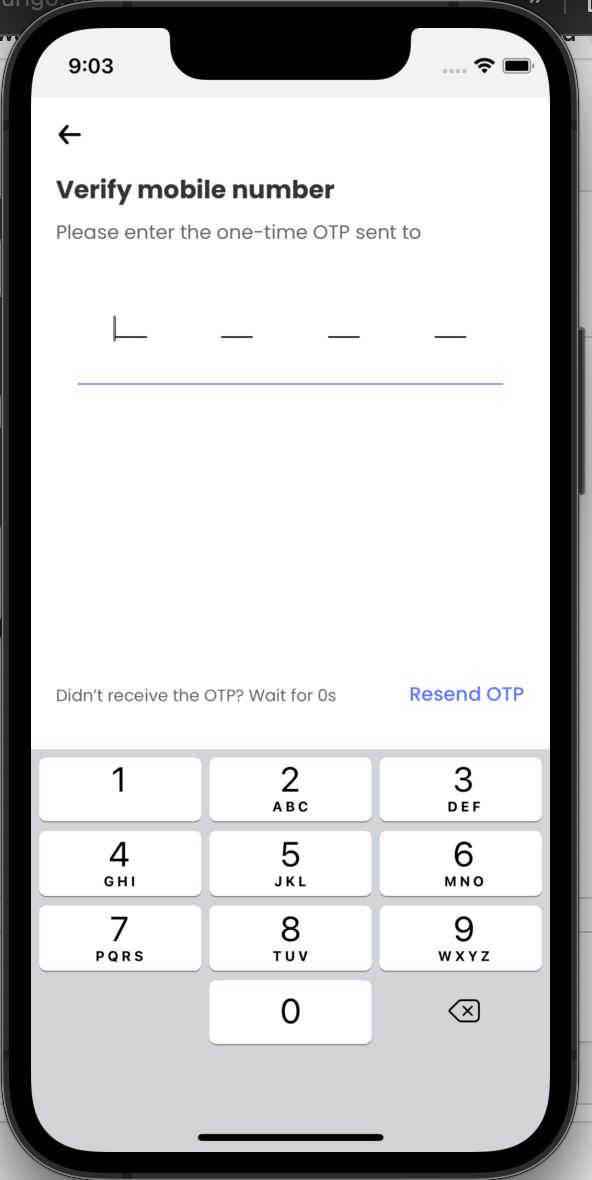 9:03
Verify mobile number
Please enter the one-time OTP sent to
Didn't receive the OTP? Wait for 0s Resend OTP
1 2 3
ABC DEF
4 5 6
GHI JKL MNO
7 8 9
PQRS TUV WXYZ
0